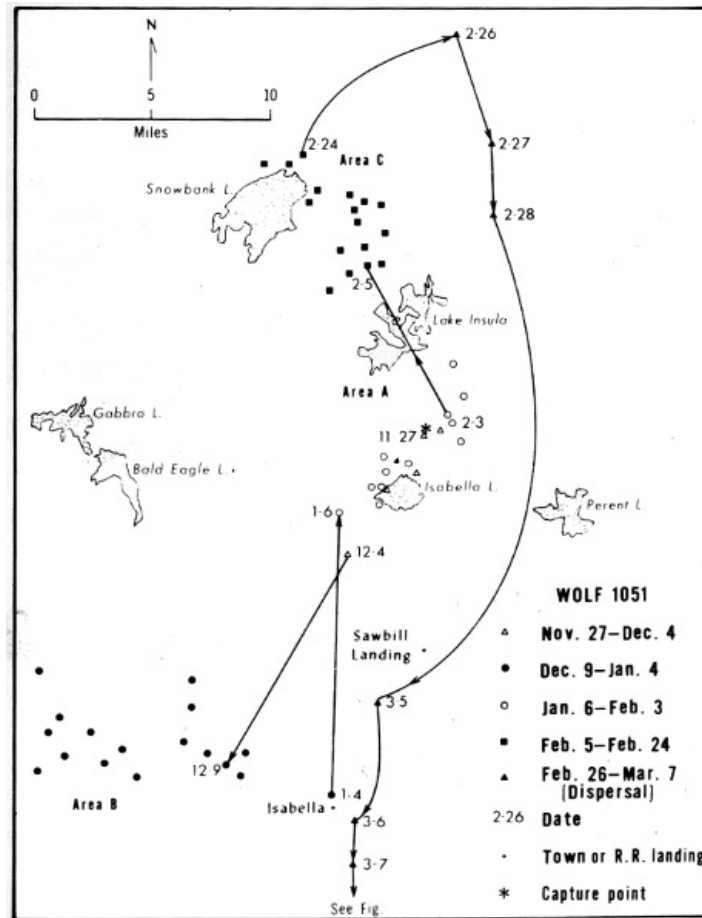 2-26
N
0 5 10
Miles
2-24
Area C
2-27
Snowbank L.
2-28
2-5
Lake Insula
Area A
Gabbro L.
2-3
11-27
Bald Eagle L.
Isabella L.
1-6
Perent L.
12-4
WOLF 1051
Nov. 27–Dec. 4
Sawbill
Landing
Dec. 9–Jan. 4
3-5
Jan. 6–Feb. 3
Feb. 5–Feb. 24
12-9
1-4
Feb. 26–Mar. 7
(Dispersal)
Area B
Isabella
3-6
2-26 Date
3-7
Town or R.R. landing
See Fig.
Capture point